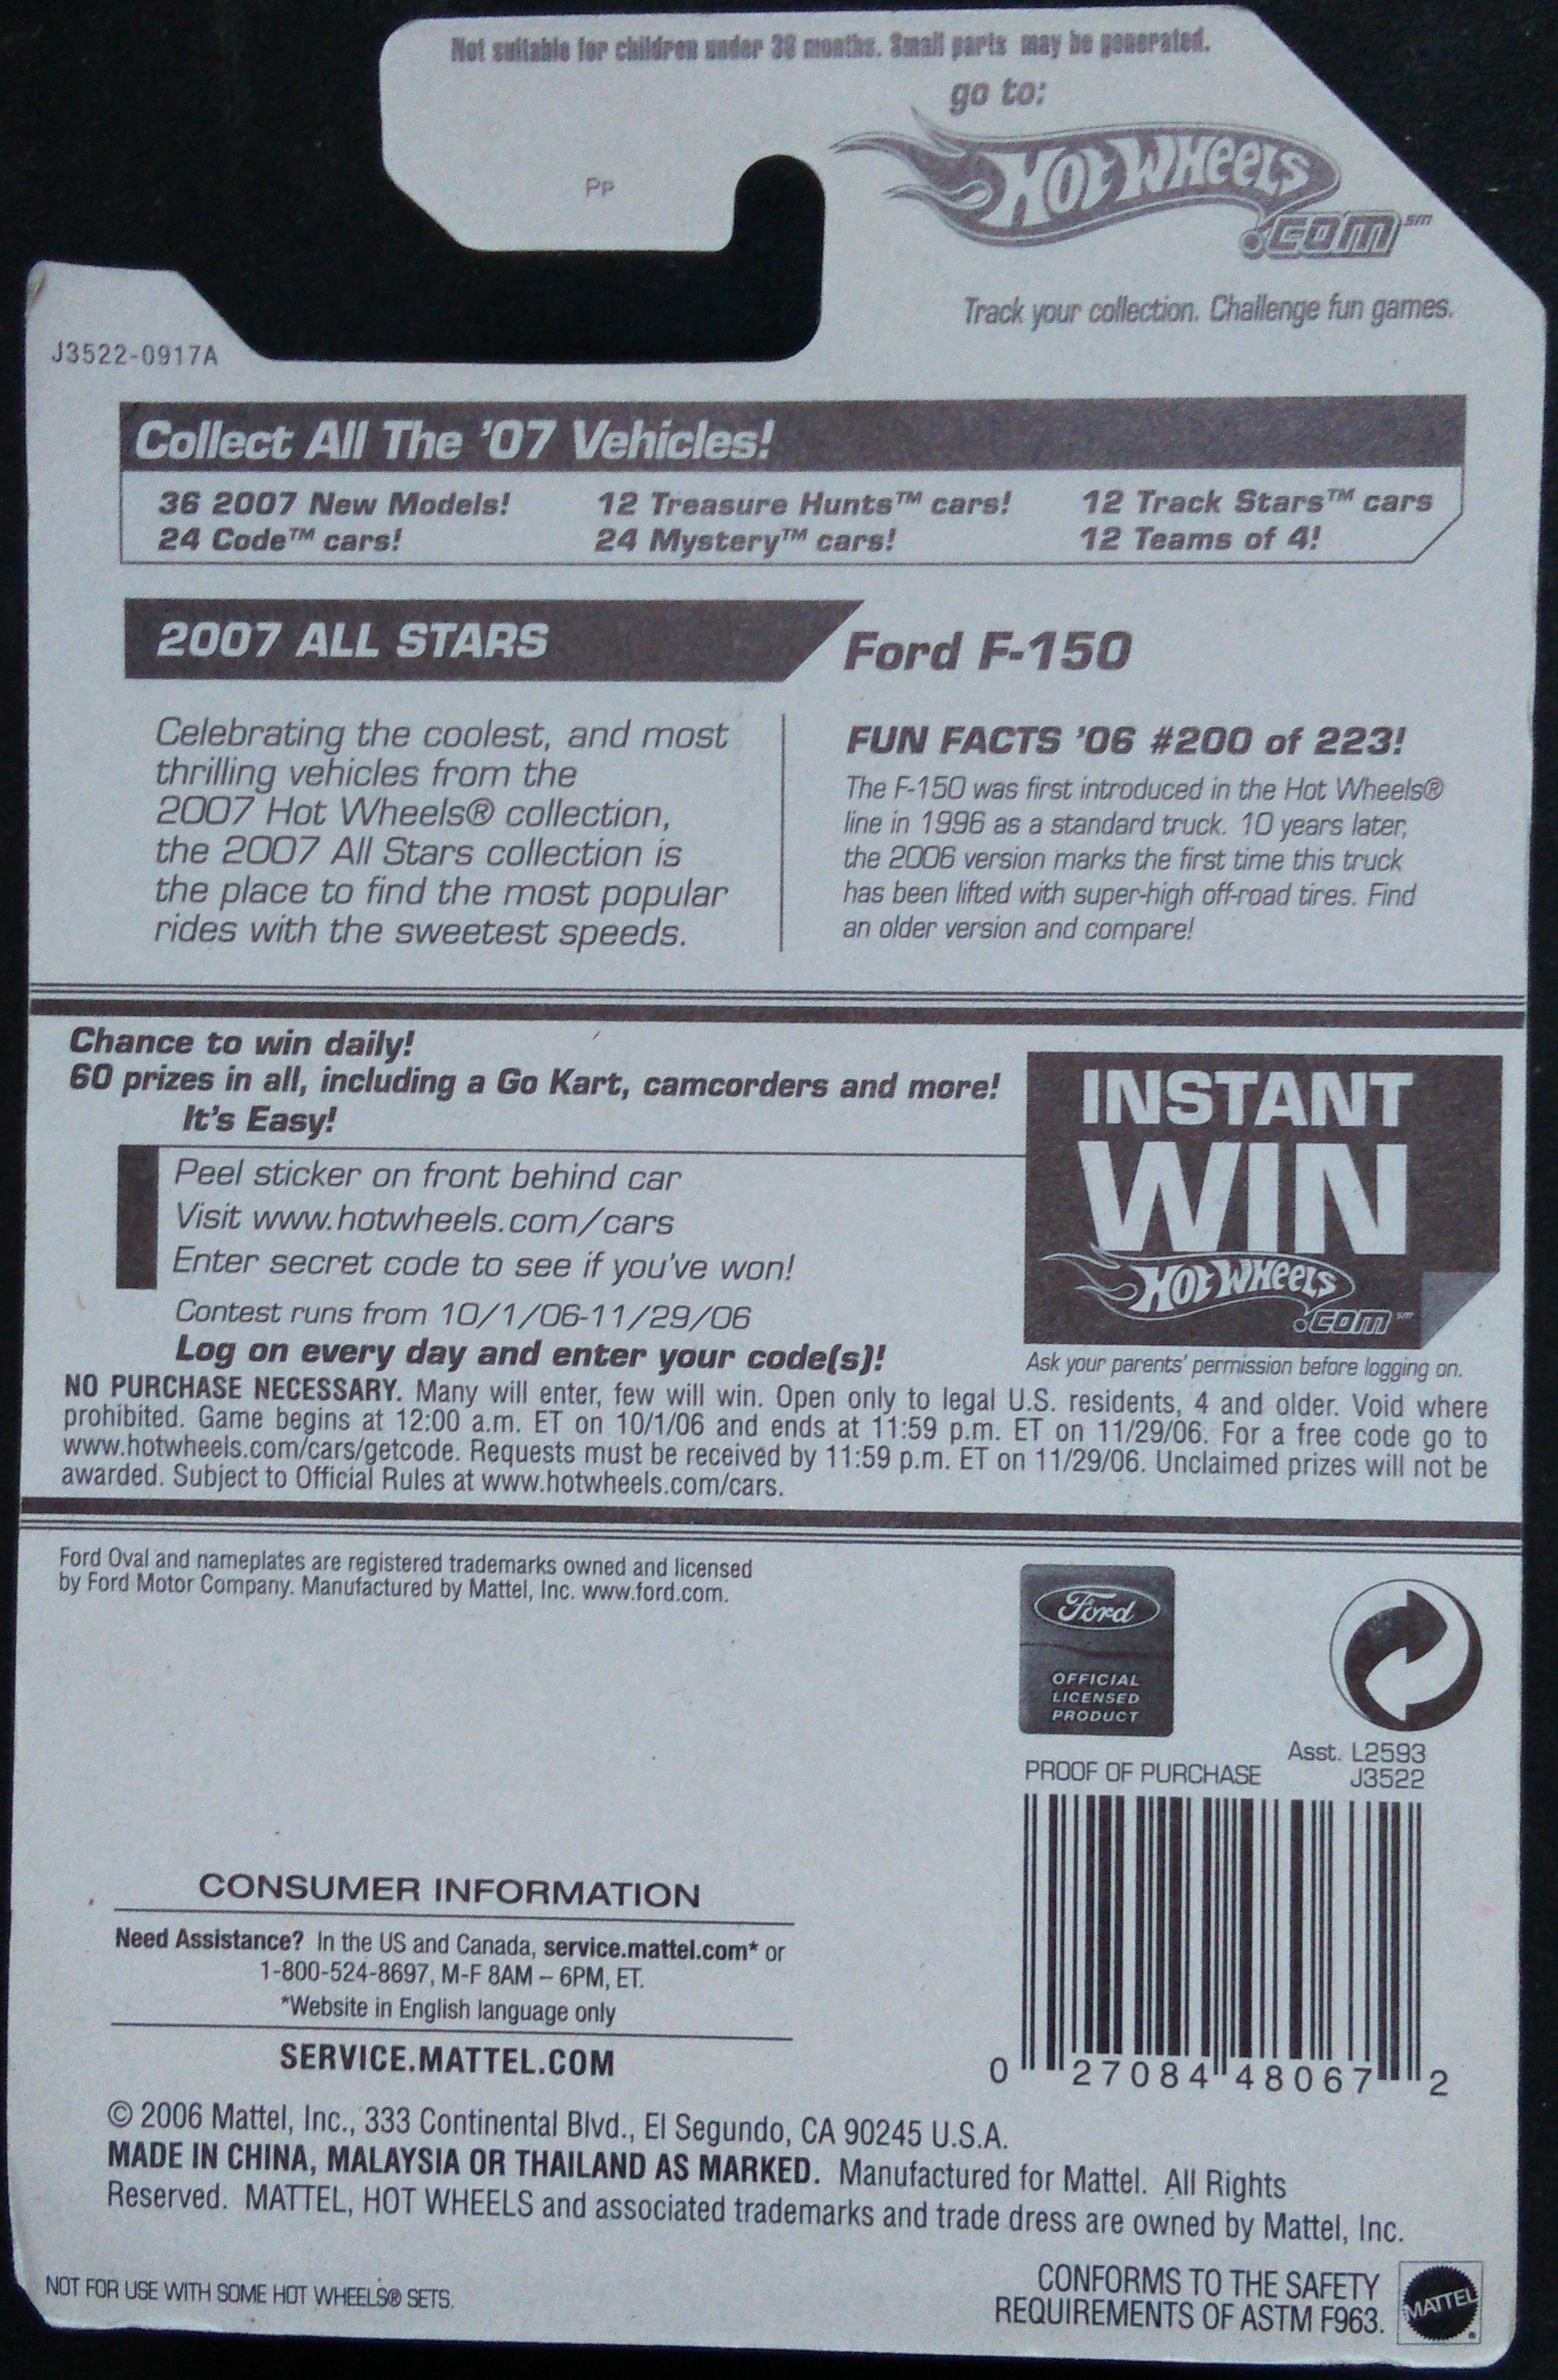 Not suitable for children under 36 months. Small parts may be generated.
go to:
HOT WHEELS
.com℠
Pp
Track your collection. Challenge fun games.
J3522-0917A
Collect All The '07 Vehicles!
36 2007 New Models! 12 Treasure Hunts™ cars! 12 Track Stars™ cars
24 Code™ cars! 24 Mystery™ cars! 12 Teams of 4!
2007 ALL STARS
Celebrating the coolest, and most
thrilling vehicles from the
2007 Hot Wheels® collection,
the 2007 All Stars collection is
the place to find the most popular
rides with the sweetest speeds.
Ford F-150
FUN FACTS '06 #200 of 223!
The F-150 was first introduced in the Hot Wheels®
line in 1996 as a standard truck. 10 years later,
the 2006 version marks the first time this truck
has been lifted with super-high off-road tires. Find
an older version and compare!
Chance to win daily!
60 prizes in all, including a Go Kart, camcorders and more!
It's Easy!
Peel sticker on front behind car
Visit www.hotwheels.com/cars
Enter secret code to see if you've won!
Contest runs from 10/1/06-11/29/06
Log on every day and enter your code(s)!
INSTANT
WIN
HOT WHEELS
.com℠
Ask your parents' permission before logging on.
NO PURCHASE NECESSARY. Many will enter, few will win. Open only to legal U.S. residents, 4 and older. Void where
prohibited. Game begins at 12:00 a.m. ET on 10/1/06 and ends at 11:59 p.m. ET on 11/29/06. For a free code go to
www.hotwheels.com/cars/getcode. Requests must be received by 11:59 p.m. ET on 11/29/06. Unclaimed prizes will not be
awarded. Subject to Official Rules at www.hotwheels.com/cars.
Ford Oval and nameplates are registered trademarks owned and licensed
by Ford Motor Company. Manufactured by Mattel, Inc. www.ford.com.
Ford
OFFICIAL
LICENSED
PRODUCT
Asst. L2593
PROOF OF PURCHASE J3522
0 27084 48067 2
CONSUMER INFORMATION
Need Assistance? In the US and Canada, service.mattel.com* or
1-800-524-8697, M-F 8AM – 6PM, ET.
*Website in English language only
SERVICE.MATTEL.COM
© 2006 Mattel, Inc., 333 Continental Blvd., El Segundo, CA 90245 U.S.A.
MADE IN CHINA, MALAYSIA OR THAILAND AS MARKED. Manufactured for Mattel. All Rights
Reserved. MATTEL, HOT WHEELS and associated trademarks and trade dress are owned by Mattel, Inc.
NOT FOR USE WITH SOME HOT WHEELS® SETS.
CONFORMS TO THE SAFETY
REQUIREMENTS OF ASTM F963.
MATTEL®